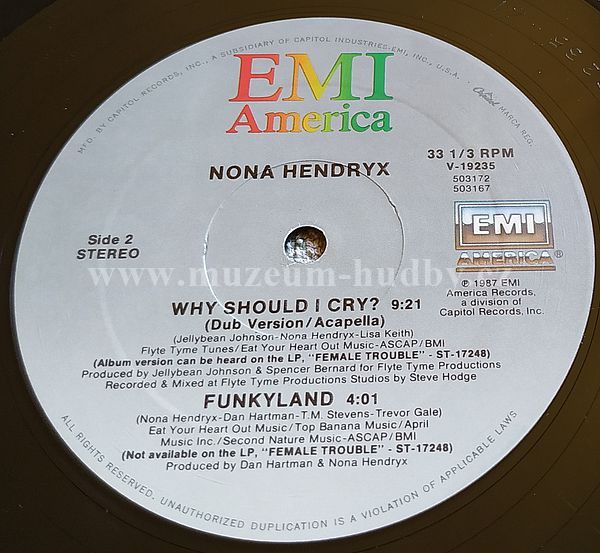 MFD. BY CAPITOL RECORDS, INC., A SUBSIDIARY OF CAPITOL INDUSTRIES-EMI, INC., U.S.A. • Capitol MARCA REG.
EMI
America
NONA HENDRYX
33 1/3 RPM
V-19235
503172
503167
EMI
AMERICA®
Side 2
STEREO
℗ 1987 EMI
America Records,
a division of
Capitol Records, Inc.
www.muzeum-hudby.cz
WHY SHOULD I CRY? 9:21
(Dub Version/Acapella)
(Jellybean Johnson-Nona Hendryx-Lisa Keith)
Flyte Tyme Tunes/Eat Your Heart Out Music-ASCAP/BMI
(Album version can be heard on the LP, "FEMALE TROUBLE" - ST-17248)
Produced by Jellybean Johnson & Spencer Bernard for Flyte Tyme Productions
Recorded & Mixed at Flyte Tyme Productions Studios by Steve Hodge
FUNKYLAND 4:01
(Nona Hendryx-Dan Hartman-T.M. Stevens-Trevor Gale)
Eat Your Heart Out Music/Top Banana Music/April
Music Inc./Second Nature Music-ASCAP/BMI
(Not available on the LP, "FEMALE TROUBLE" - ST-17248)
Produced by Dan Hartman & Nona Hendryx
ALL RIGHTS RESERVED. UNAUTHORIZED DUPLICATION IS A VIOLATION OF APPLICABLE LAWS